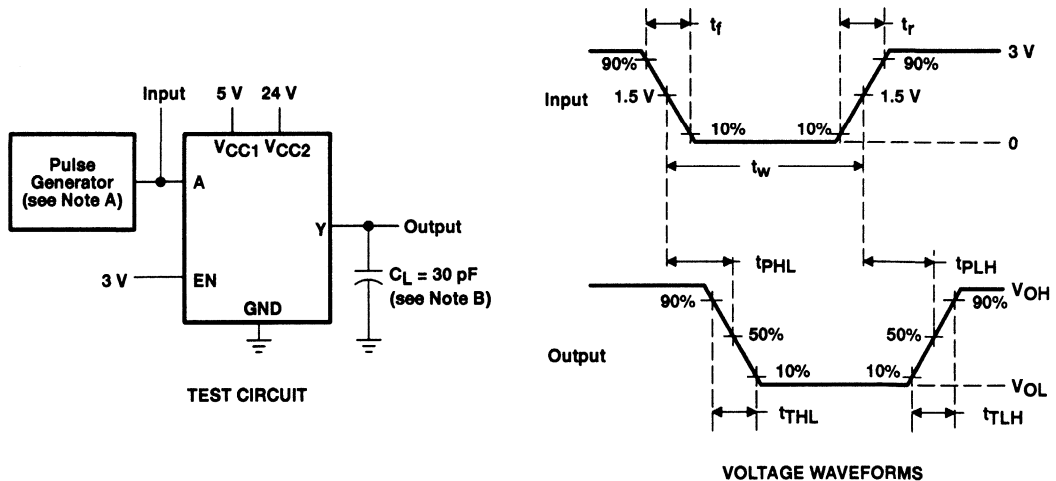 Input
5 V 24 V
VCC1 VCC2
Pulse
Generator
(see Note A)
A
Y
Output
3 V
EN
CL = 30 pF
(see Note B)
GND
TEST CIRCUIT
tf
tr
3 V
90%
90%
Input
1.5 V
1.5 V
10%
10%
0
tw
tPHL
tPLH
VOH
90%
90%
50%
50%
Output
10%
10%
VOL
tTHL
tTLH
VOLTAGE WAVEFORMS